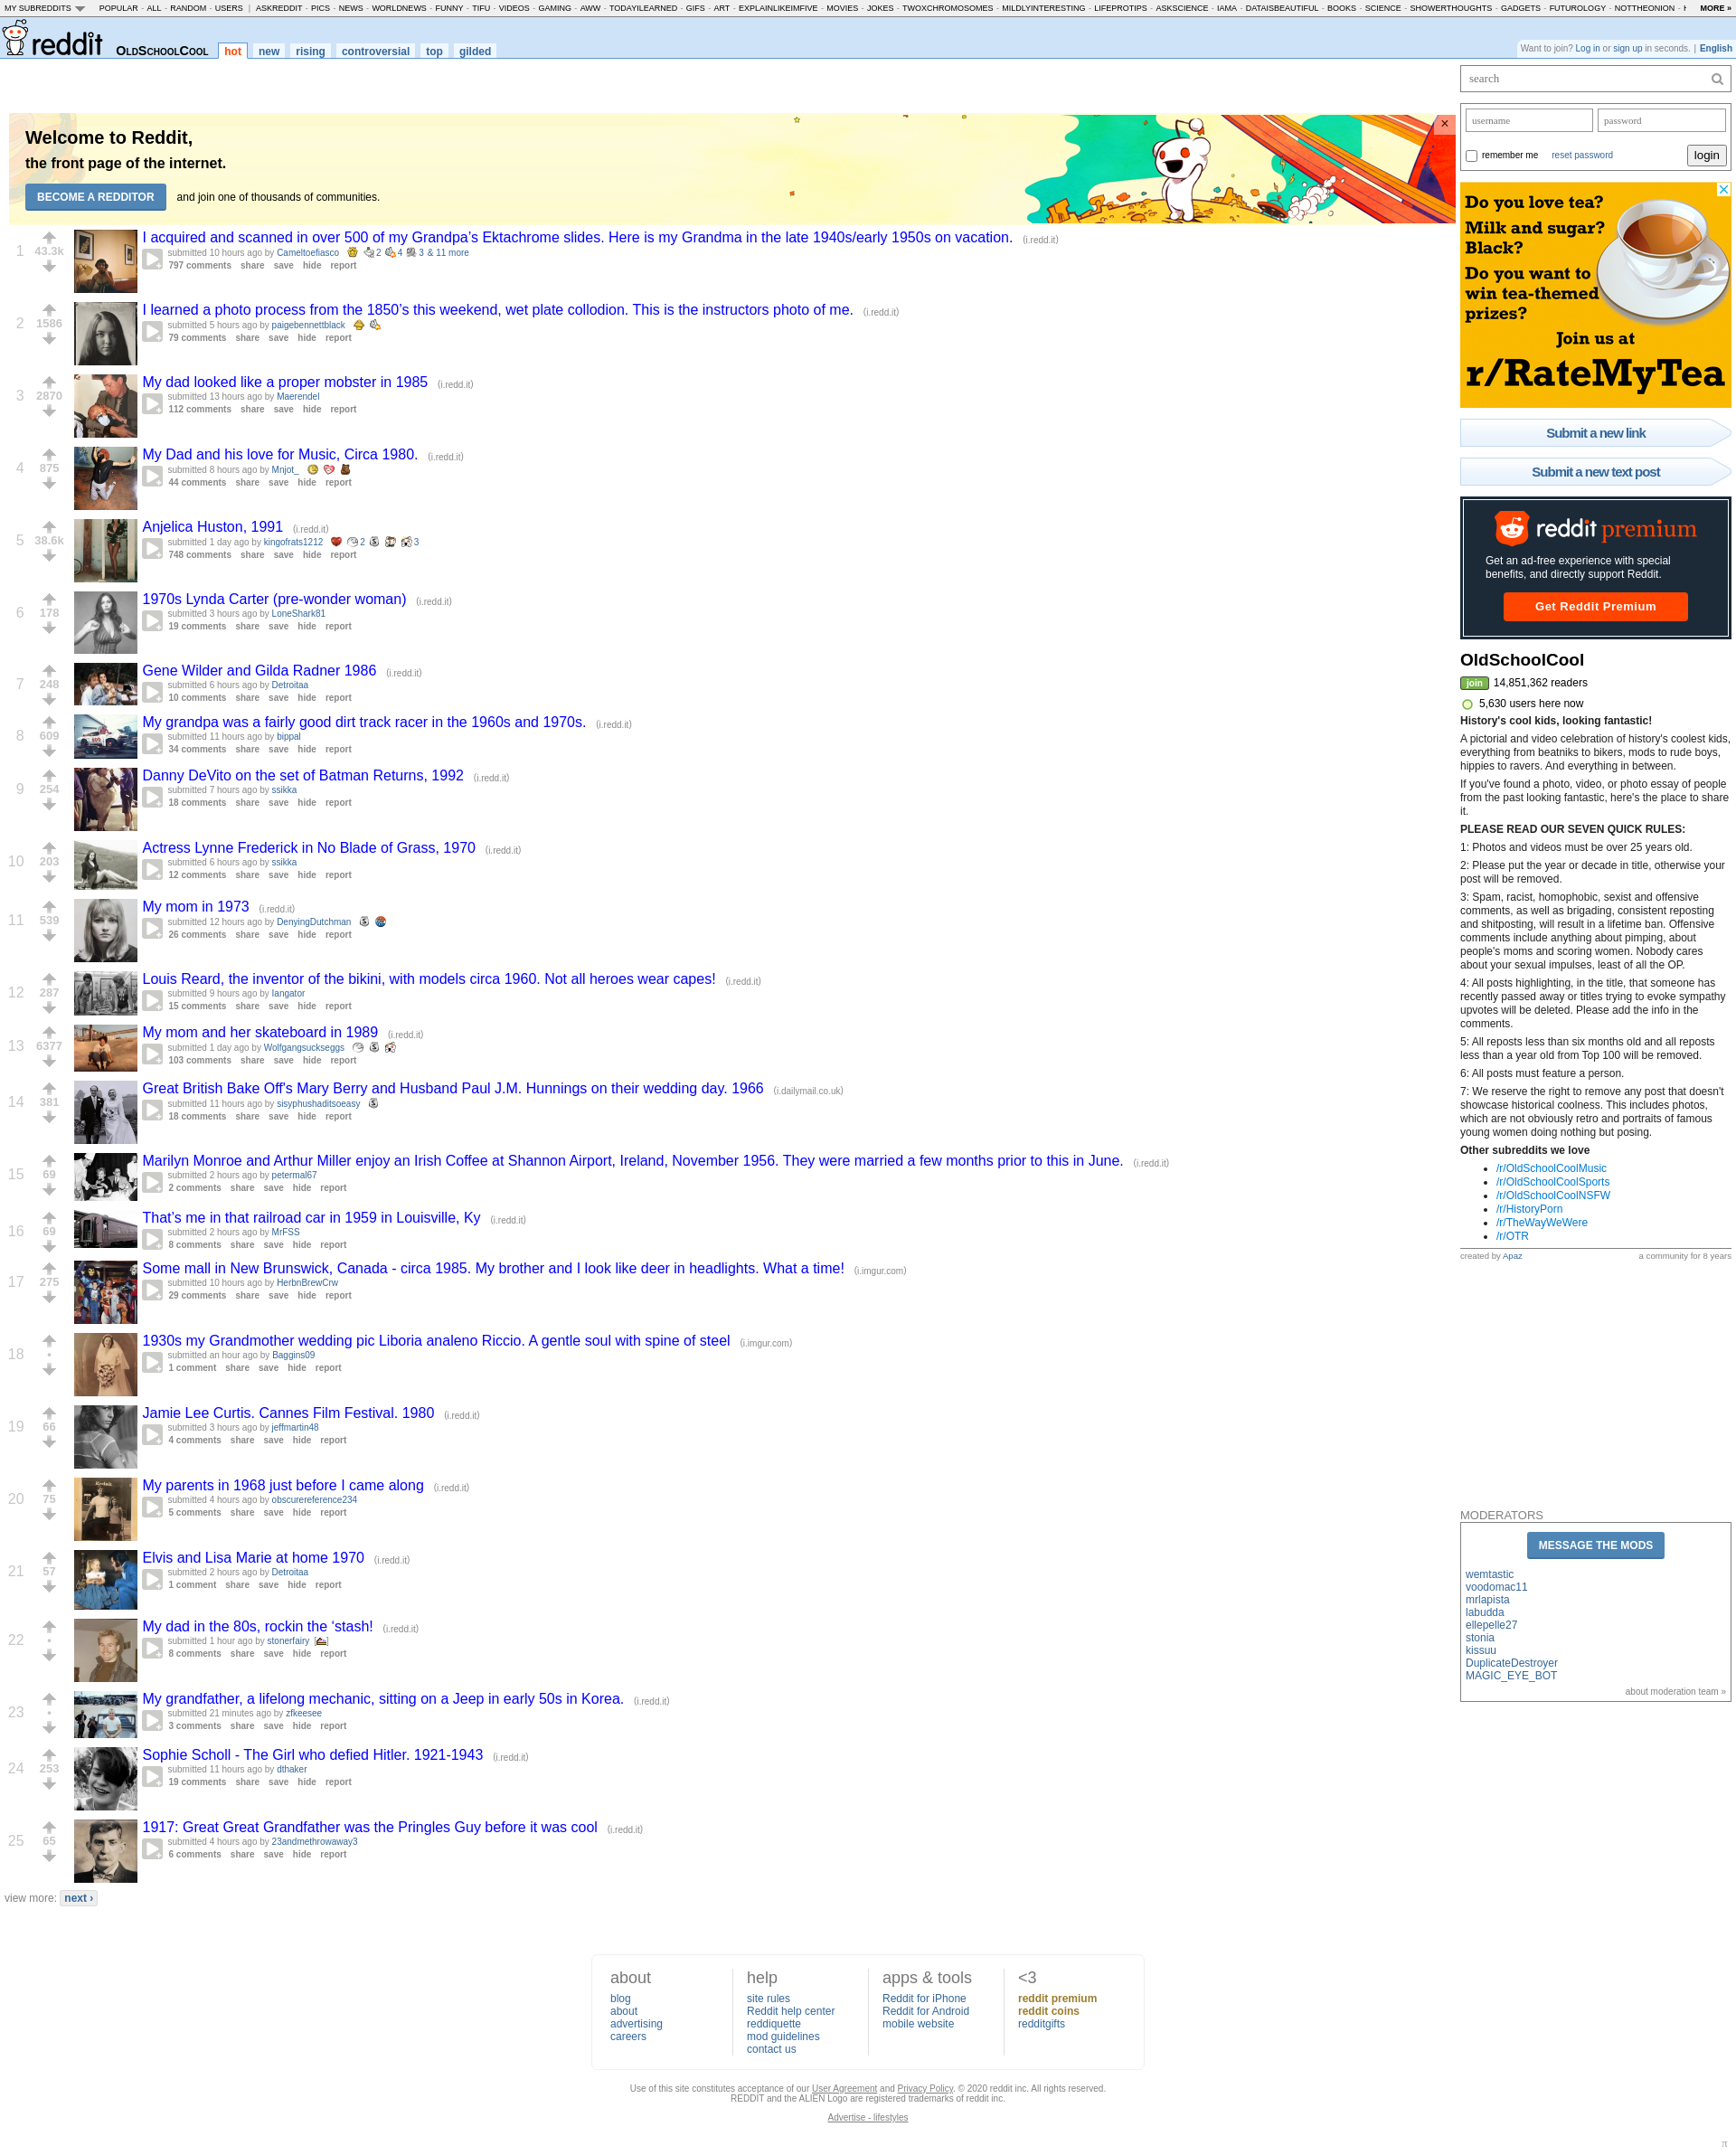 MY SUBREDDITS POPULAR - ALL - RANDOM - USERS | ASKREDDIT - PICS - NEWS - WORLDNEWS - FUNNY - TIFU - VIDEOS - GAMING - AWW - TODAYILEARNED - GIFS - ART - EXPLAINLIKEIMFIVE - MOVIES - JOKES - TWOXCHROMOSOMES - MILDLYINTERESTING - LIFEPROTIPS - ASKSCIENCE - IAMA - DATAISBEAUTIFUL - BOOKS - SCIENCE - SHOWERTHOUGHTS - GADGETS - FUTUROLOGY - NOTTHEONION - MORE »
reddit OLDSCHOOLCOOL hot new rising controversial top gilded
Want to join? Log in or sign up in seconds. | English
Welcome to Reddit,
the front page of the internet.
BECOME A REDDITOR and join one of thousands of communities.
1 43.3k I acquired and scanned in over 500 of my Grandpa’s Ektachrome slides. Here is my Grandma in the late 1940s/early 1950s on vacation. (i.redd.it)
submitted 10 hours ago by Cameltoefiasco 2 4 3 & 11 more
797 comments share save hide report
2 1586 I learned a photo process from the 1850’s this weekend, wet plate collodion. This is the instructors photo of me. (i.redd.it)
submitted 5 hours ago by paigebennettblack
79 comments share save hide report
3 2870 My dad looked like a proper mobster in 1985 (i.redd.it)
submitted 13 hours ago by Maerendel
112 comments share save hide report
4 875 My Dad and his love for Music, Circa 1980. (i.redd.it)
submitted 8 hours ago by Mnjot_
44 comments share save hide report
5 38.6k Anjelica Huston, 1991 (i.redd.it)
submitted 1 day ago by kingofrats1212 2 3
748 comments share save hide report
6 178 1970s Lynda Carter (pre-wonder woman) (i.redd.it)
submitted 3 hours ago by LoneShark81
19 comments share save hide report
7 248 Gene Wilder and Gilda Radner 1986 (i.redd.it)
submitted 6 hours ago by Detroitaa
10 comments share save hide report
8 609 My grandpa was a fairly good dirt track racer in the 1960s and 1970s. (i.redd.it)
submitted 11 hours ago by bippal
34 comments share save hide report
9 254 Danny DeVito on the set of Batman Returns, 1992 (i.redd.it)
submitted 7 hours ago by ssikka
18 comments share save hide report
10 203 Actress Lynne Frederick in No Blade of Grass, 1970 (i.redd.it)
submitted 6 hours ago by ssikka
12 comments share save hide report
11 539 My mom in 1973 (i.redd.it)
submitted 12 hours ago by DenyingDutchman
26 comments share save hide report
12 287 Louis Reard, the inventor of the bikini, with models circa 1960. Not all heroes wear capes! (i.redd.it)
submitted 9 hours ago by langator
15 comments share save hide report
13 6377 My mom and her skateboard in 1989 (i.redd.it)
submitted 1 day ago by Wolfgangsuckseggs
103 comments share save hide report
14 381 Great British Bake Off's Mary Berry and Husband Paul J.M. Hunnings on their wedding day. 1966 (i.dailymail.co.uk)
submitted 11 hours ago by sisyphushaditsoeasy
18 comments share save hide report
15 69 Marilyn Monroe and Arthur Miller enjoy an Irish Coffee at Shannon Airport, Ireland, November 1956. They were married a few months prior to this in June. (i.redd.it)
submitted 2 hours ago by petermal67
2 comments share save hide report
16 69 That’s me in that railroad car in 1959 in Louisville, Ky (i.redd.it)
submitted 2 hours ago by MrFSS
8 comments share save hide report
17 275 Some mall in New Brunswick, Canada - circa 1985. My brother and I look like deer in headlights. What a time! (i.imgur.com)
submitted 10 hours ago by HerbnBrewCrw
29 comments share save hide report
18 • 1930s my Grandmother wedding pic Liboria analeno Riccio. A gentle soul with spine of steel (i.imgur.com)
submitted an hour ago by Baggins09
1 comment share save hide report
19 66 Jamie Lee Curtis. Cannes Film Festival. 1980 (i.redd.it)
submitted 3 hours ago by jeffmartin48
4 comments share save hide report
20 75 My parents in 1968 just before I came along (i.redd.it)
submitted 4 hours ago by obscurereference234
5 comments share save hide report
21 57 Elvis and Lisa Marie at home 1970 (i.redd.it)
submitted 2 hours ago by Detroitaa
1 comment share save hide report
22 • My dad in the 80s, rockin the ‘stash! (i.redd.it)
submitted 1 hour ago by stonerfairy
8 comments share save hide report
23 • My grandfather, a lifelong mechanic, sitting on a Jeep in early 50s in Korea. (i.redd.it)
submitted 21 minutes ago by zfkeesee
3 comments share save hide report
24 253 Sophie Scholl - The Girl who defied Hitler. 1921-1943 (i.redd.it)
submitted 11 hours ago by dthaker
19 comments share save hide report
25 65 1917: Great Great Grandfather was the Pringles Guy before it was cool (i.redd.it)
submitted 4 hours ago by 23andmethrowaway3
6 comments share save hide report
view more: next ›
search
username password
remember me reset password login
Do you love tea?
Milk and sugar?
Black?
Do you want to
win tea-themed
prizes?
Join us at
r/RateMyTea
Submit a new link
Submit a new text post
reddit premium
Get an ad-free experience with special
benefits, and directly support Reddit.
Get Reddit Premium
OldSchoolCool
join 14,851,362 readers
5,630 users here now
History's cool kids, looking fantastic!
A pictorial and video celebration of history's coolest kids,
everything from beatniks to bikers, mods to rude boys,
hippies to ravers. And everything in between.
If you've found a photo, video, or photo essay of people
from the past looking fantastic, here's the place to share
it.
PLEASE READ OUR SEVEN QUICK RULES:
1: Photos and videos must be over 25 years old.
2: Please put the year or decade in title, otherwise your
post will be removed.
3: Spam, racist, homophobic, sexist and offensive
comments, as well as brigading, consistent reposting
and shitposting, will result in a lifetime ban. Offensive
comments include anything about pimping, about
people's moms and scoring women. Nobody cares
about your sexual impulses, least of all the OP.
4: All posts highlighting, in the title, that someone has
recently passed away or titles trying to evoke sympathy
upvotes will be deleted. Please add the info in the
comments.
5: All reposts less than six months old and all reposts
less than a year old from Top 100 will be removed.
6: All posts must feature a person.
7: We reserve the right to remove any post that doesn't
showcase historical coolness. This includes photos,
which are not obviously retro and portraits of famous
young women doing nothing but posing.
Other subreddits we love
• /r/OldSchoolCoolMusic
• /r/OldSchoolCoolSports
• /r/OldSchoolCoolNSFW
• /r/HistoryPorn
• /r/TheWayWeWere
• /r/OTR
created by Apaz a community for 8 years
MODERATORS
MESSAGE THE MODS
wemtastic
voodomac11
mrlapista
labudda
ellepelle27
stonia
kissuu
DuplicateDestroyer
MAGIC_EYE_BOT
about moderation team »
about
blog
about
advertising
careers
help
site rules
Reddit help center
reddiquette
mod guidelines
contact us
apps & tools
Reddit for iPhone
Reddit for Android
mobile website
<3
reddit premium
reddit coins
redditgifts
Use of this site constitutes acceptance of our User Agreement and Privacy Policy. © 2020 reddit inc. All rights reserved.
REDDIT and the ALIEN Logo are registered trademarks of reddit inc.
Advertise - lifestyles
π